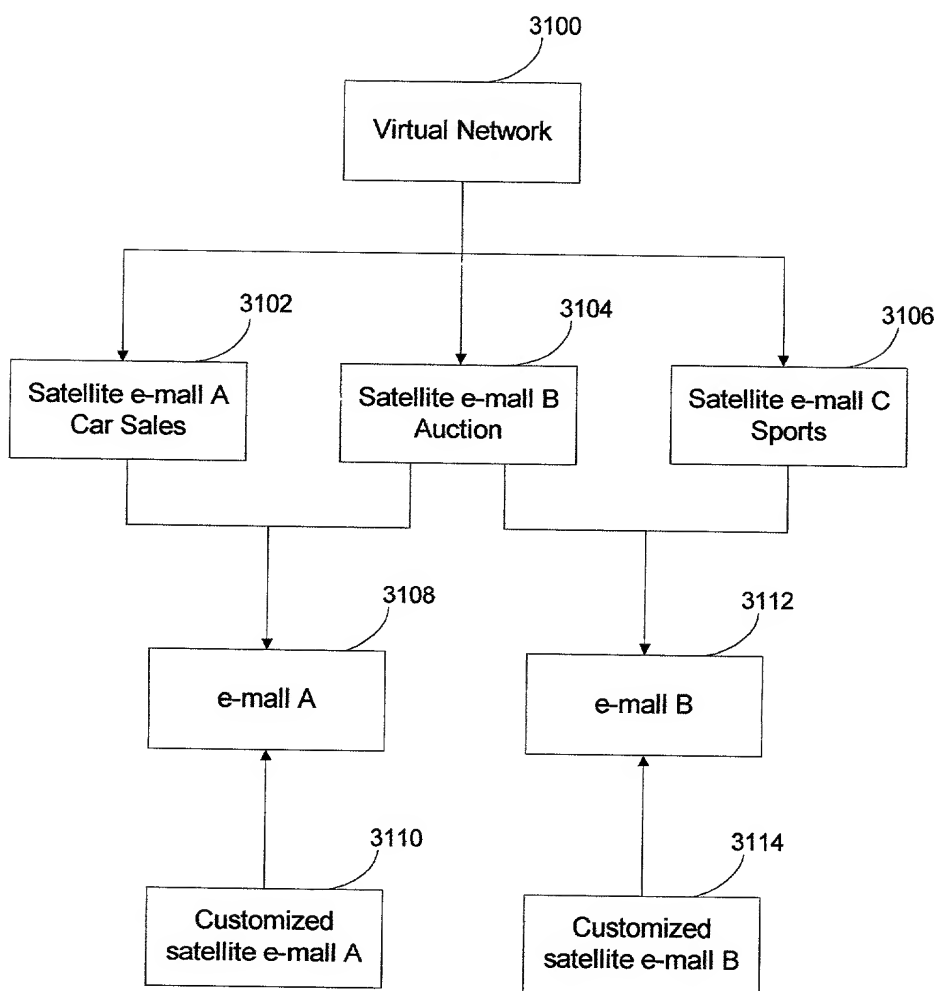 3100
Virtual Network
3102
3104
3106
Satellite e-mall A
Car Sales
Satellite e-mall B
Auction
Satellite e-mall C
Sports
3108
3112
e-mall A
e-mall B
3110
3114
Customized
satellite e-mall A
Customized
satellite e-mall B